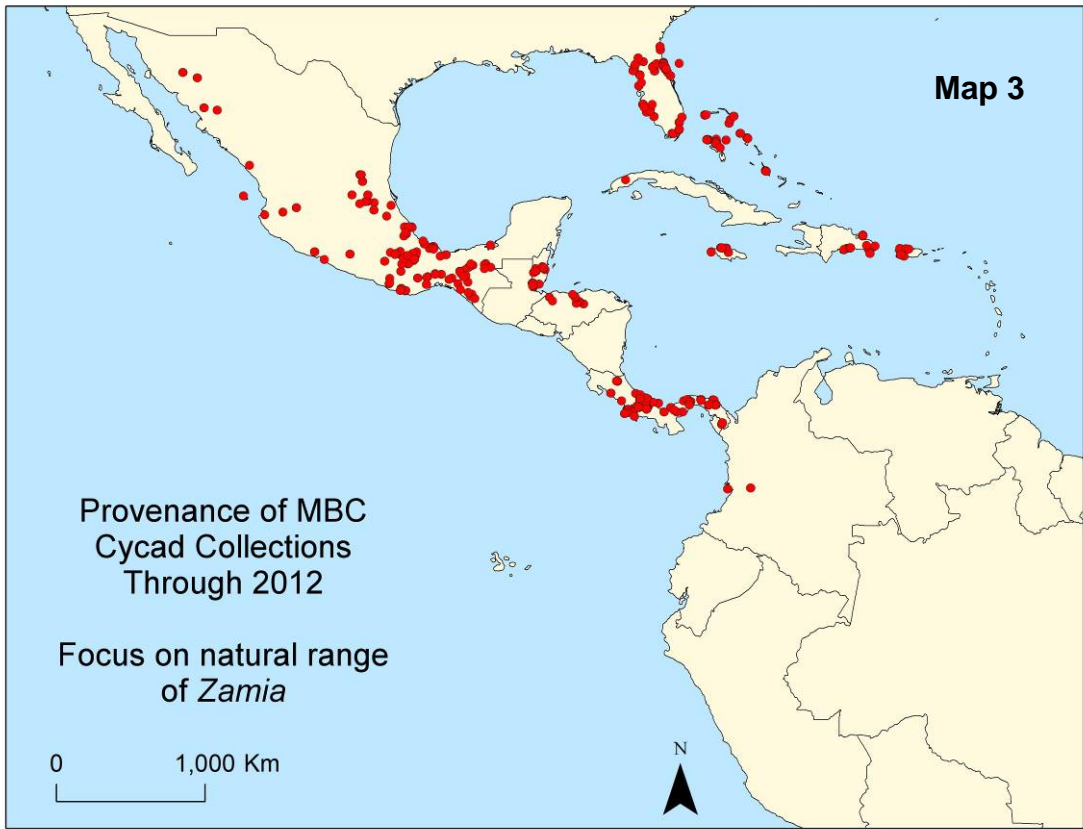 Map 3
Provenance of MBC
Cycad Collections
Through 2012
Focus on natural range
of Zamia
0 1,000 Km
N